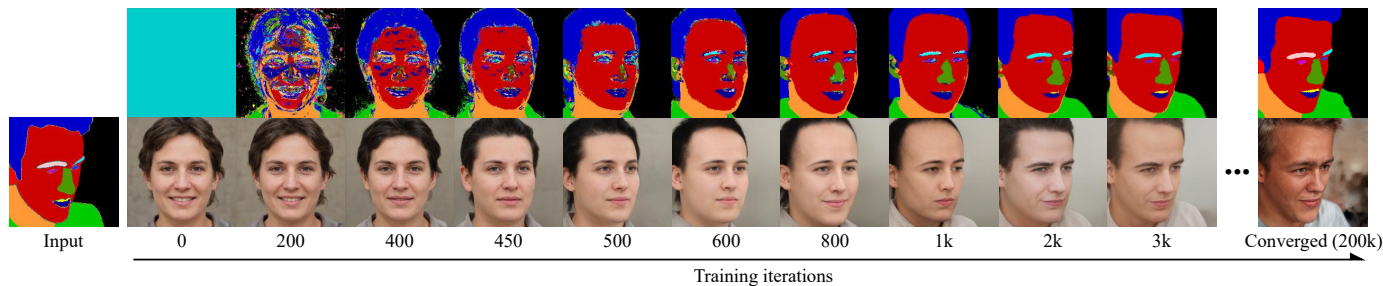 Input
0
200
400
450
500
600
800
1k
2k
3k
Converged (200k)
Training iterations